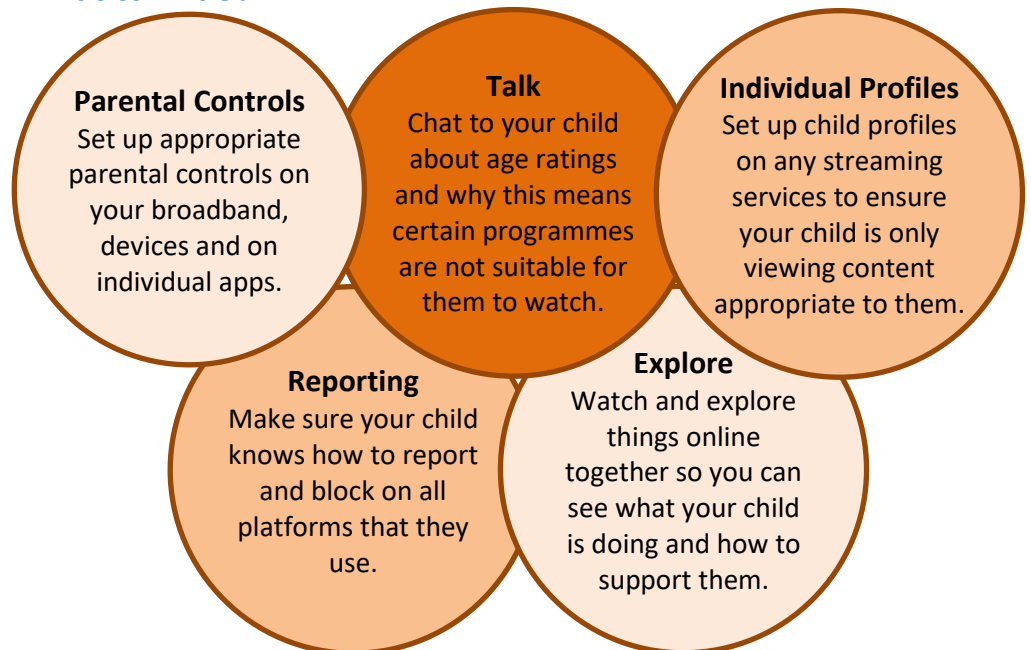 Parental Controls
Set up appropriate
parental controls on
your broadband,
devices and on
individual apps.
Talk
Chat to your child
about age ratings
and why this means
certain programmes
are not suitable for
them to watch.
Individual Profiles
Set up child profiles
on any streaming
services to ensure
your child is only
viewing content
appropriate to them.
Reporting
Make sure your child
knows how to report
and block on all
platforms that they
use.
Explore
Watch and explore
things online
together so you can
see what your child
is doing and how to
support them.